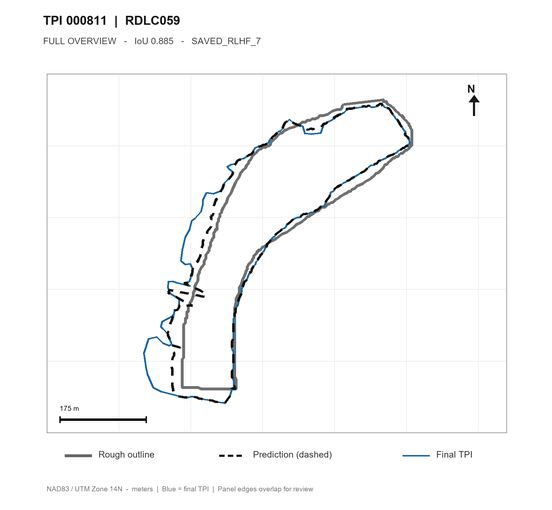 TPI 000811 | RDLC059
FULL OVERVIEW - IoU 0.885 - SAVED_RLHF_7
N
175 m
Rough outline Prediction (dashed) Final TPI
NAD83 / UTM Zone 14N - meters | Blue = final TPI | Panel edges overlap for review